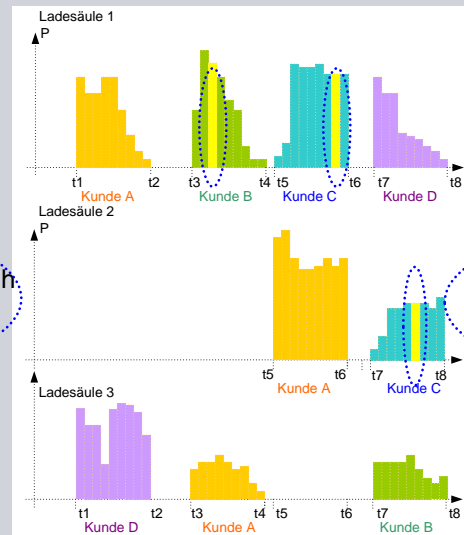 Ladesäule 1
P
t1 t2 t3 t4 t5 t6 t7 t8
Kunde A Kunde B Kunde C Kunde D
Ladesäule 2
P
h
t5 t6 t7 t8
Kunde A Kunde C
Ladesäule 3
t1 t2 t3 t4 t5 t6 t7 t8
Kunde D Kunde A Kunde B